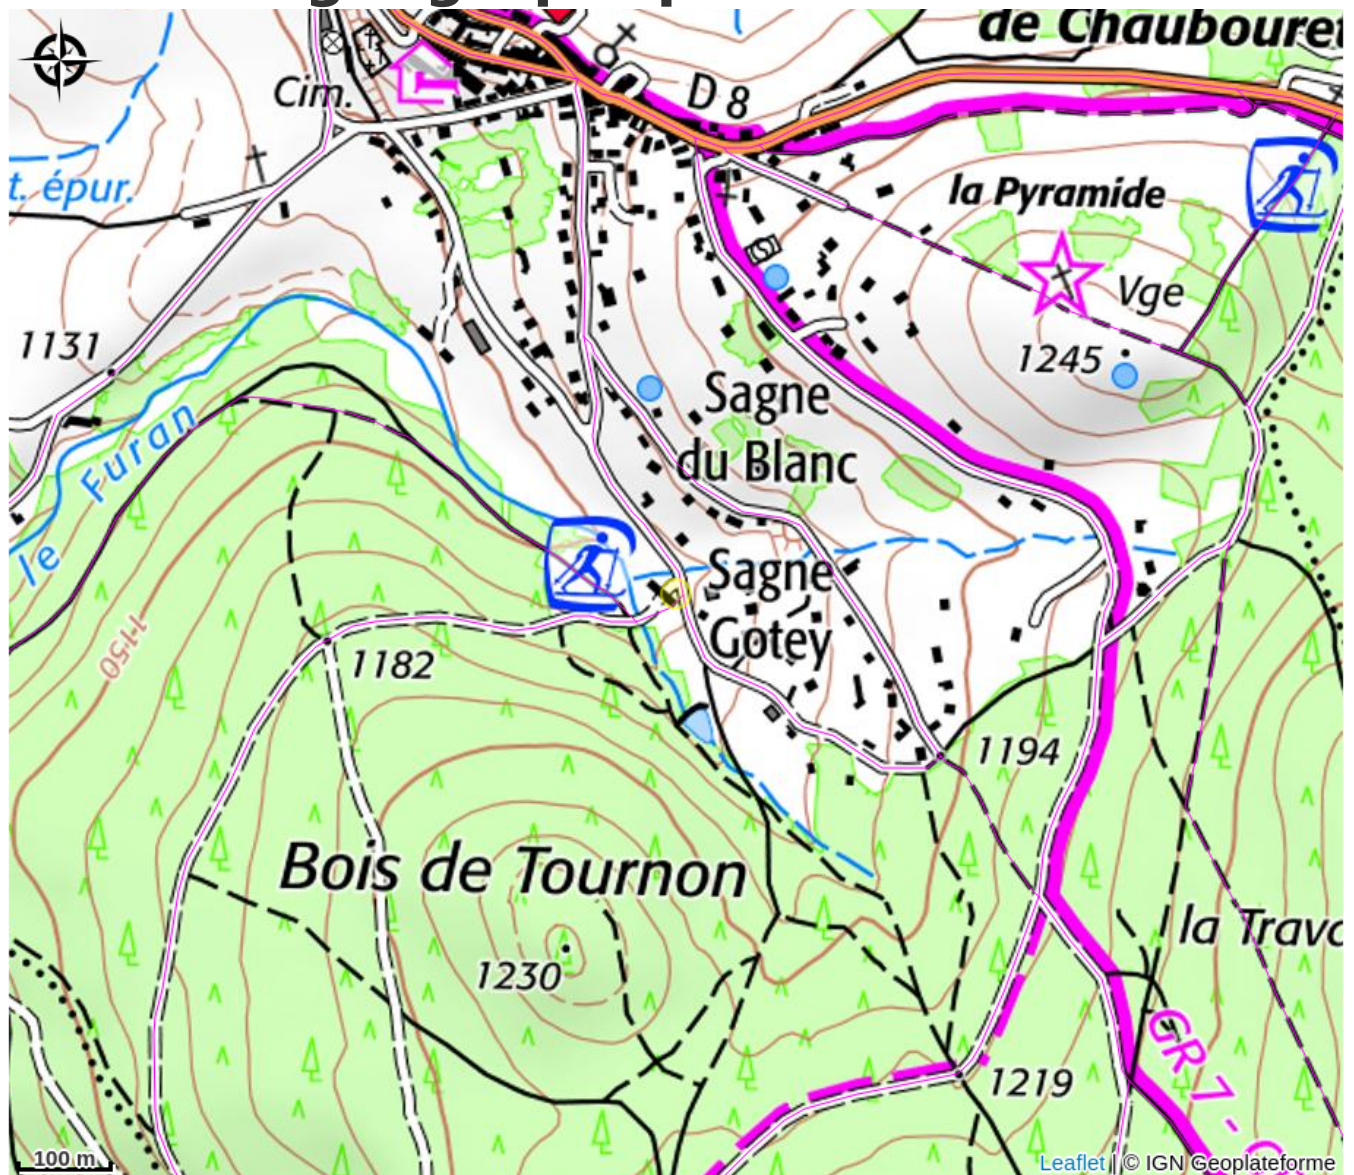 de Chaubouret
Cim.
D 8
t. épur.
la Pyramide
Vge
1131
1245
Sagne
du Blanc
le Furan
Sagne
Gotey
1150
1182
1194
Bois de Tournon
la Trava
1230
GR 7 -
1219
100 m
Leaflet | © IGN Geoplateforme